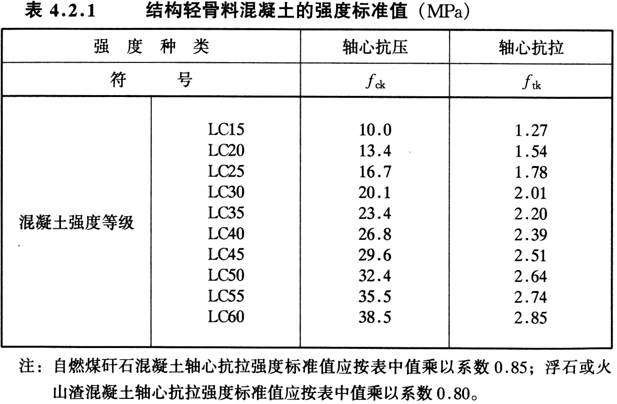 表 4.2.1 结构轻骨料混凝土的强度标准值(MPa)
强 度 种 类 轴心抗压 轴心抗拉
符 号 fck ftk
LC15 10.0 1.27
LC20 13.4 1.54
LC25 16.7 1.78
LC30 20.1 2.01
LC35 23.4 2.20
混凝土强度等级
LC40 26.8 2.39
LC45 29.6 2.51
LC50 32.4 2.64
LC55 35.5 2.74
LC60 38.5 2.85
注：自燃煤矸石混凝土轴心抗拉强度标准值应按表中值乘以系数 0.85；浮石或火
山渣混凝土轴心抗拉强度标准值应按表中值乘以系数 0.80。